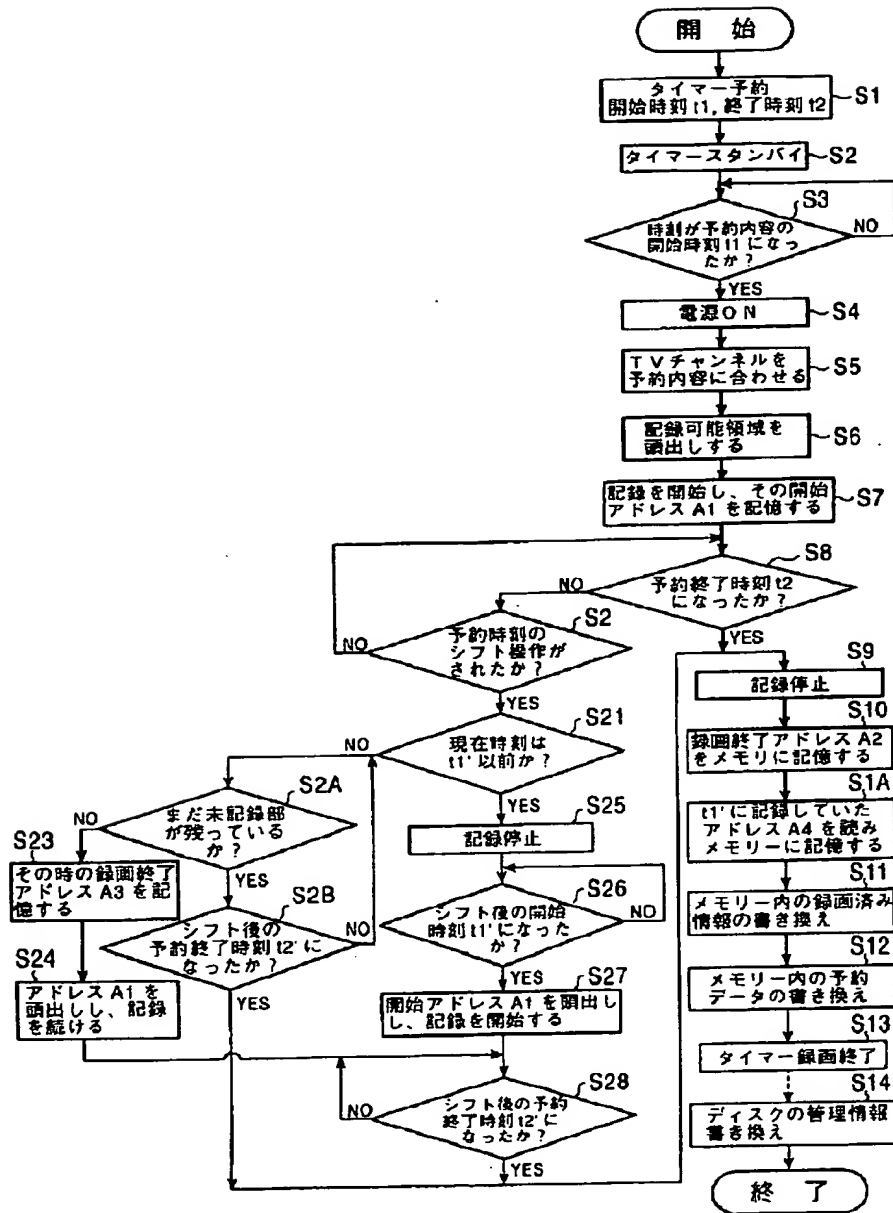 開 始
タイマー予約
開始時刻 t1, 終了時刻 t2
S1
タイマースタンバイ
S2
S3
時刻が予約内容の
開始時刻 t1 になっ
たか?
NO
YES
電源ON
S4
TVチャンネルを
予約内容に合わせる
S5
記録可能領域を
頭出しする
S6
記録を開始し、その開始
アドレス A1 を記憶する
S7
S8
予約終了時刻 t2
になったか?
NO
YES
S2
予約時刻の
シフト操作が
されたか?
NO
YES
S9
記録停止
S10
録画終了アドレス A2
をメモリに記憶する
S21
現在時刻は
t1' 以前か?
NO
YES
S1A
t1' に記録していた
アドレス A4 を読み
メモリーに記憶する
S2A
まだ未記録部
が残っている
か?
NO
YES
S25
記録停止
S23
その時の録画終了
アドレス A3 を記
憶する
S26
シフト後の開始
時刻 t1' になった
か?
NO
YES
S11
メモリー内の録画済み
情報の書き換え
S2B
シフト後の
予約終了時刻 t2' に
なったか?
NO
YES
S12
メモリー内の予約
データの書き換え
S24
アドレス A1 を
頭出しし、記録
を続ける
S27
開始アドレス A1 を頭出し
し、記録を開始する
S13
タイマー録画終了
S28
シフト後の予約
終了時刻 t2' に
なったか?
NO
YES
S14
ディスクの管理情報
書き換え
終 了